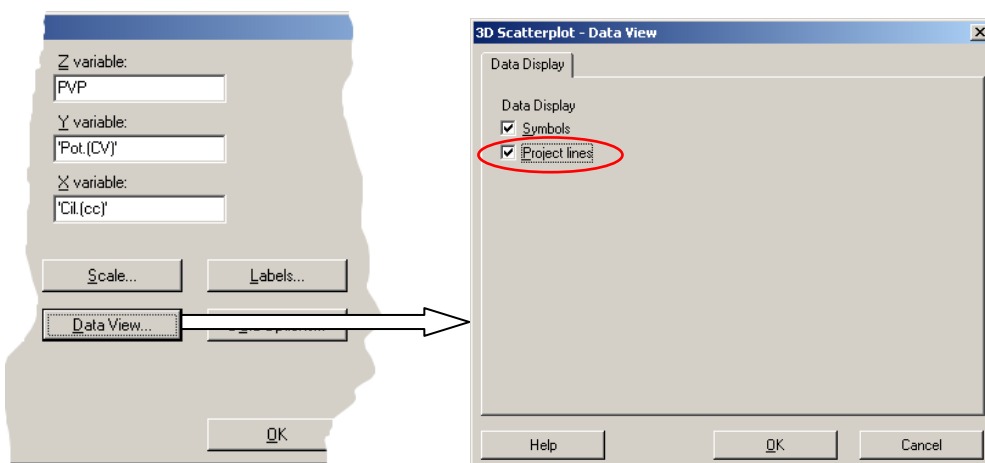 Z variable:
PVP
Y variable:
'Pot.(CV)'
X variable:
'Cil.(cc)'
Scale...
Labels...
Data View...
OK
3D Scatterplot - Data View
Data Display
Data Display
Symbols
Project lines
Help
OK
Cancel